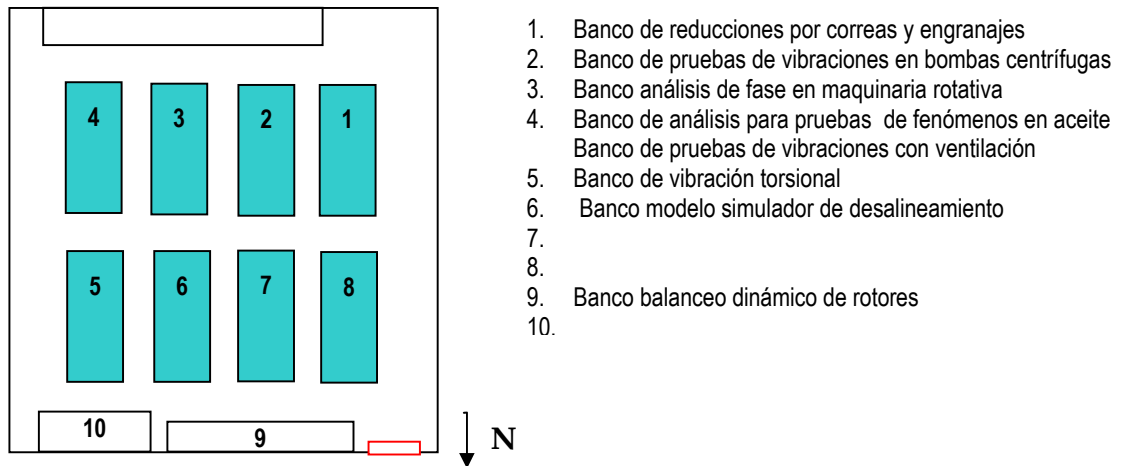 4 3 2 1
5 6 7 8
10 9
N
1. Banco de reducciones por correas y engranajes
2. Banco de pruebas de vibraciones en bombas centrífugas
3. Banco análisis de fase en maquinaria rotativa
4. Banco de análisis para pruebas de fenómenos en aceite
Banco de pruebas de vibraciones con ventilación
5. Banco de vibración torsional
6. Banco modelo simulador de desalineamiento
7.
8.
9. Banco balanceo dinámico de rotores
10.